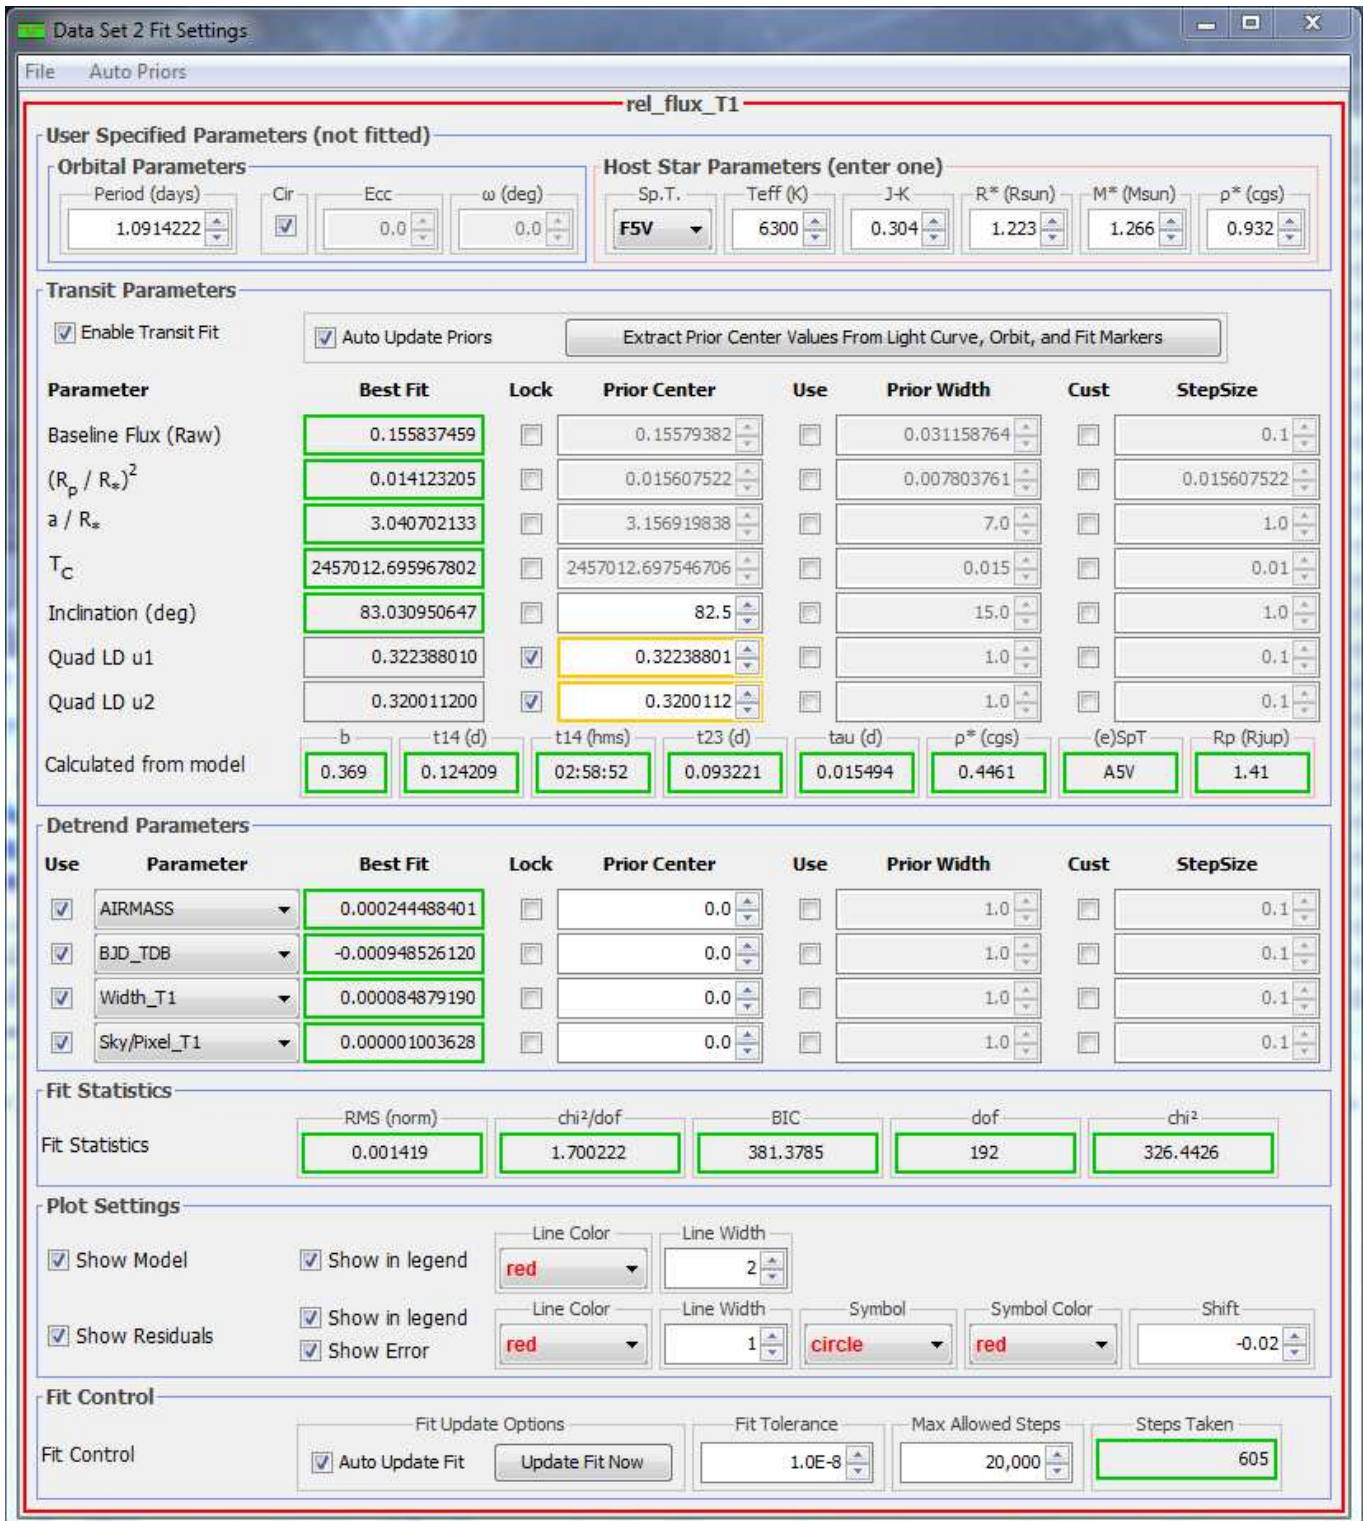 Data Set 2 Fit Settings
File Auto Priors
rel_flux_T1
User Specified Parameters (not fitted)
Orbital Parameters Host Star Parameters (enter one)
Period (days) Cir Ecc ω (deg) Sp.T. Teff (K) J-K R* (Rsun) M* (Msun) ρ* (cgs)
1.0914222 0.0 0.0 F5V 6300 0.304 1.223 1.266 0.932
Transit Parameters
Enable Transit Fit Auto Update Priors Extract Prior Center Values From Light Curve, Orbit, and Fit Markers
Parameter Best Fit Lock Prior Center Use Prior Width Cust StepSize
Baseline Flux (Raw) 0.155837459 0.15579382 0.031158764 0.1
(Rp / R*)² 0.014123205 0.015607522 0.007803761 0.015607522
a / R* 3.040702133 3.156919838 7.0 1.0
TC 2457012.695967802 2457012.697546706 0.015 0.01
Inclination (deg) 83.030950647 82.5 15.0 1.0
Quad LD u1 0.322388010 0.32238801 1.0 0.1
Quad LD u2 0.320011200 0.3200112 1.0 0.1
b t14 (d) t14 (hms) t23 (d) tau (d) ρ* (cgs) (e)SpT Rp (Rjup)
Calculated from model 0.369 0.124209 02:58:52 0.093221 0.015494 0.4461 A5V 1.41
Detrend Parameters
Use Parameter Best Fit Lock Prior Center Use Prior Width Cust StepSize
AIRMASS 0.000244488401 0.0 1.0 0.1
BJD_TDB -0.000948526120 0.0 1.0 0.1
Width_T1 0.000084879190 0.0 1.0 0.1
Sky/Pixel_T1 0.000001003628 0.0 1.0 0.1
Fit Statistics
RMS (norm) chi²/dof BIC dof chi²
Fit Statistics 0.001419 1.700222 381.3785 192 326.4426
Plot Settings
Line Color Line Width
Show Model Show in legend red 2
Line Color Line Width Symbol Symbol Color Shift
Show Residuals Show in legend Show Error red 1 circle red -0.02
Fit Control
Fit Update Options Fit Tolerance Max Allowed Steps Steps Taken
Fit Control Auto Update Fit Update Fit Now 1.0E-8 20,000 605